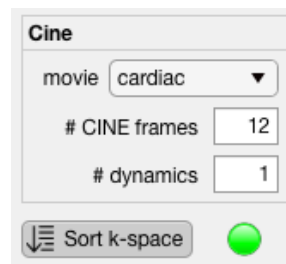 Cine
movie cardiac
# CINE frames 12
# dynamics 1
Sort k-space